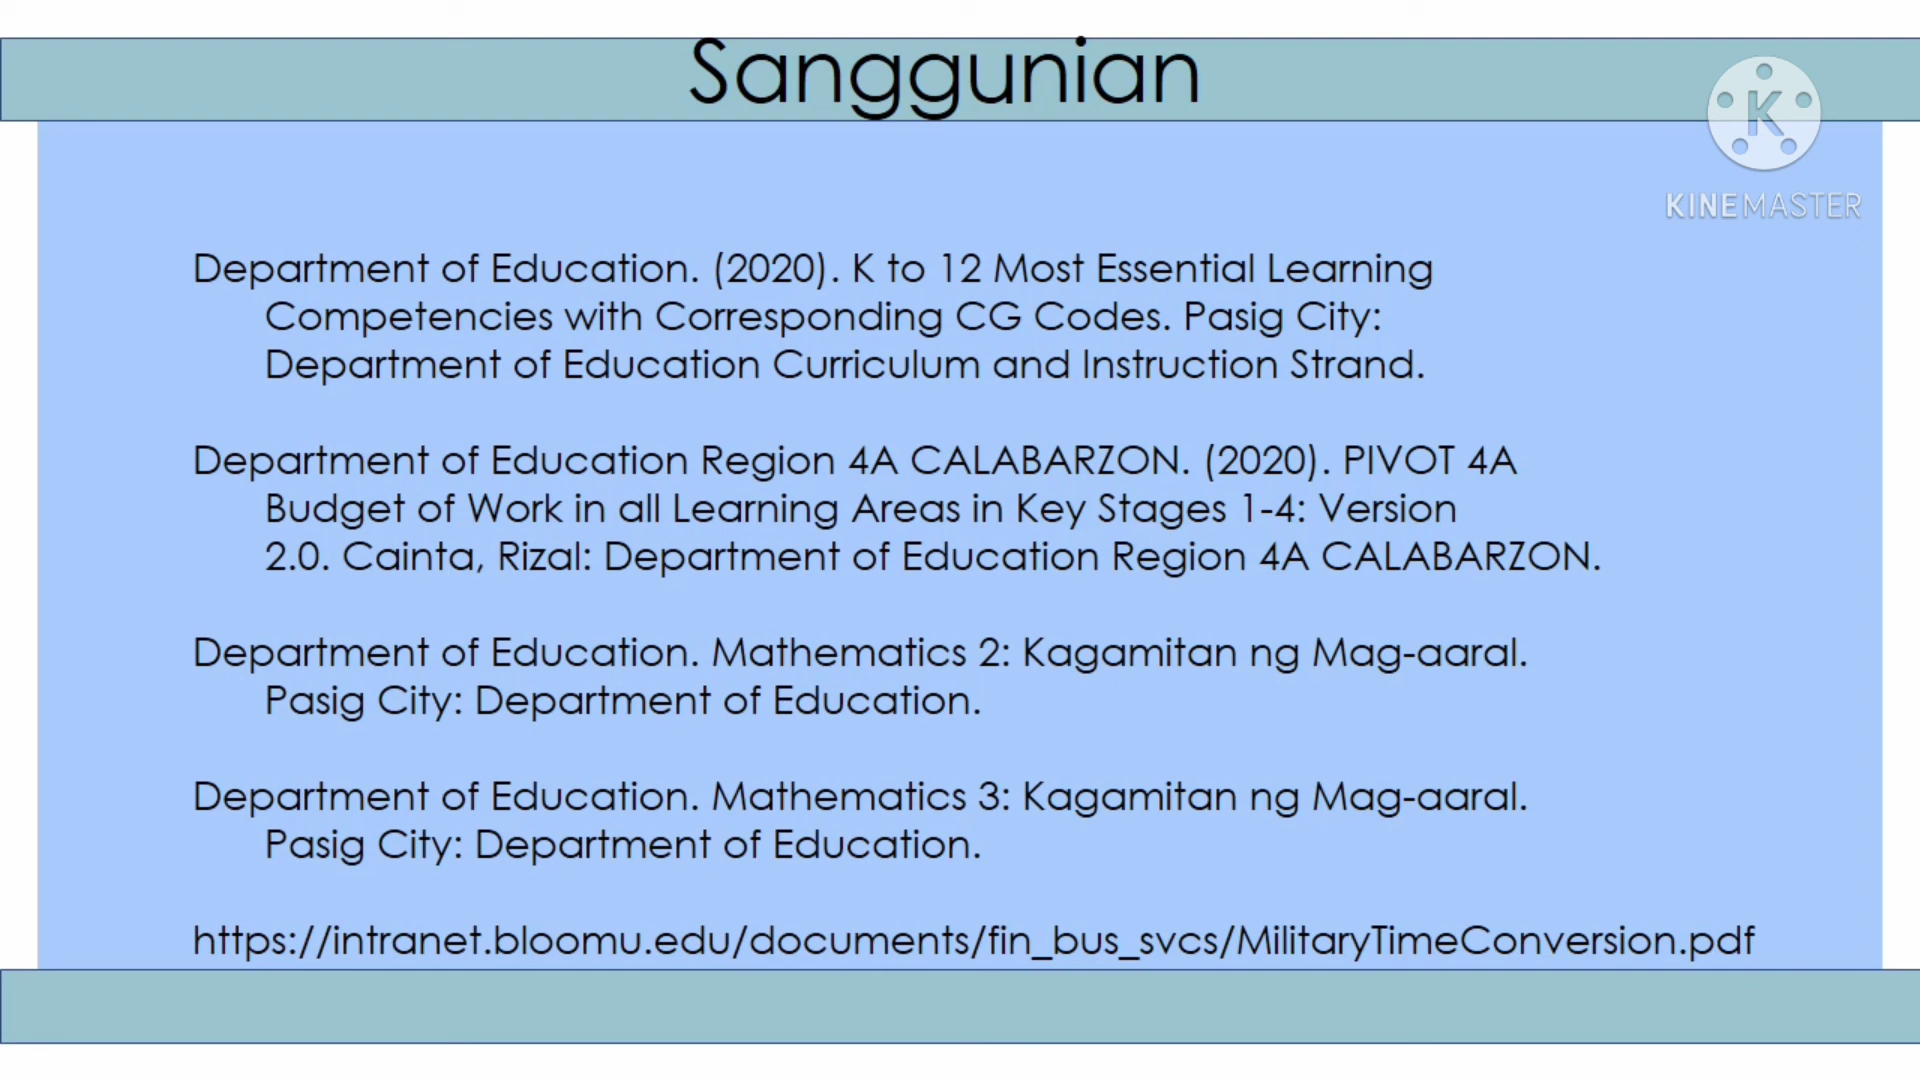 Sanggunian
K
KINEMASTER
Department of Education. (2020). K to 12 Most Essential Learning
Competencies with Corresponding CG Codes. Pasig City:
Department of Education Curriculum and Instruction Strand.
Department of Education Region 4A CALABARZON. (2020). PIVOT 4A
Budget of Work in all Learning Areas in Key Stages 1-4: Version
2.0. Cainta, Rizal: Department of Education Region 4A CALABARZON.
Department of Education. Mathematics 2: Kagamitan ng Mag-aaral.
Pasig City: Department of Education.
Department of Education. Mathematics 3: Kagamitan ng Mag-aaral.
Pasig City: Department of Education.
https://intranet.bloomu.edu/documents/fin_bus_svcs/MilitaryTimeConversion.pdf